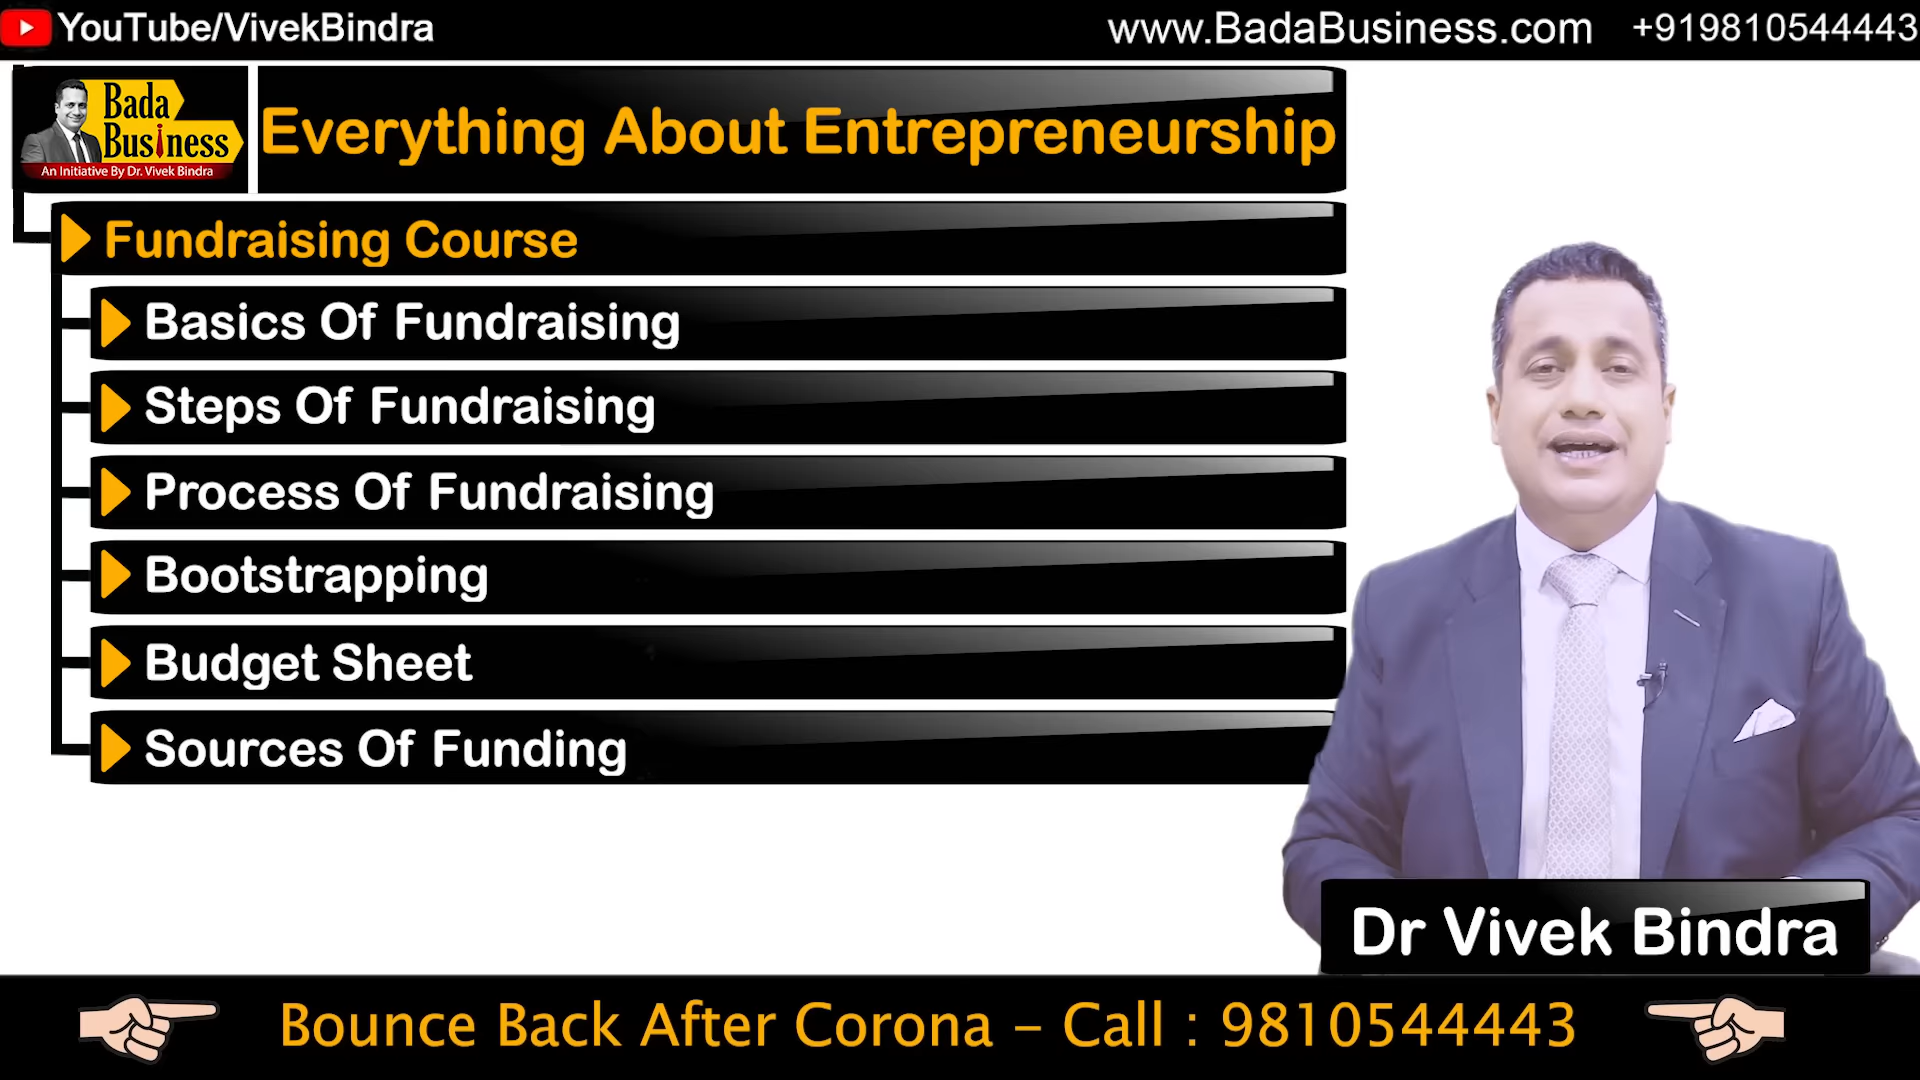 YouTube/VivekBindra
www.BadaBusiness.com
+919810544443
Bada
Business
An Initiative By Dr. Vivek Bindra
Everything About Entrepreneurship
Fundraising Course
Basics Of Fundraising
Steps Of Fundraising
Process Of Fundraising
Bootstrapping
Budget Sheet
Sources Of Funding
Dr Vivek Bindra
Bounce Back After Corona – Call : 9810544443